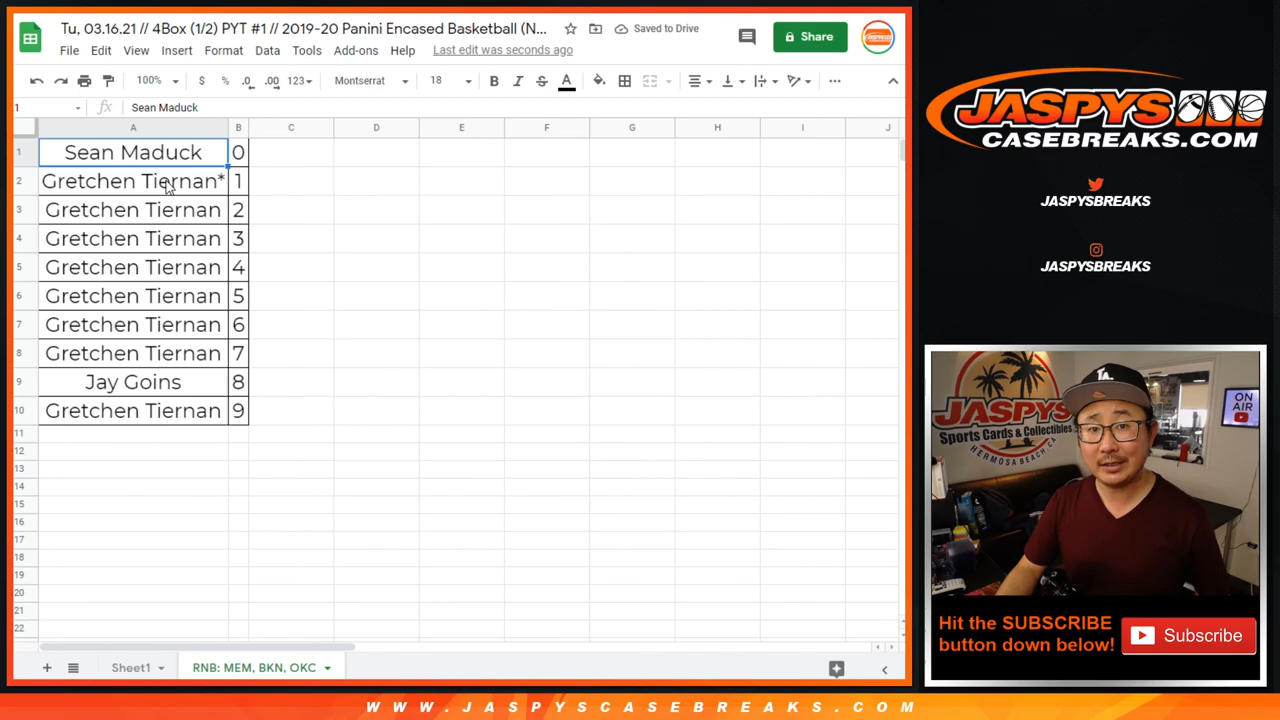 Tu, 03.16.21 // 4Box (1/2) PYT #1 // 2019-20 Panini Encased Basketball (N...
Saved to Drive
Share
File Edit View Insert Format Data Tools Add-ons Help Last edit was seconds ago
100% $ % .0 .00 123 Montserrat 18 B I S A
1 fx Sean Maduck
A B C D E F G H I J
1 Sean Maduck 0
2 Gretchen Tiernan* 1
3 Gretchen Tiernan 2
4 Gretchen Tiernan 3
5 Gretchen Tiernan 4
6 Gretchen Tiernan 5
7 Gretchen Tiernan 6
8 Gretchen Tiernan 7
9 Jay Goins 8
10 Gretchen Tiernan 9
11
12
13
14
15
16
17
18
19
20
21
22
Sheet1 RNB: MEM, BKN, OKC
JASPYS
CASEBREAKS.COM
JASPYSBREAKS
JASPYSBREAKS
JASPYS
Sports Cards & Collectibles
HERMOSA BEACH CA
LA
ON
AIR
Hit the SUBSCRIBE
button down below!
Subscribe
WWW.JASPYSCASEBREAKS.COM